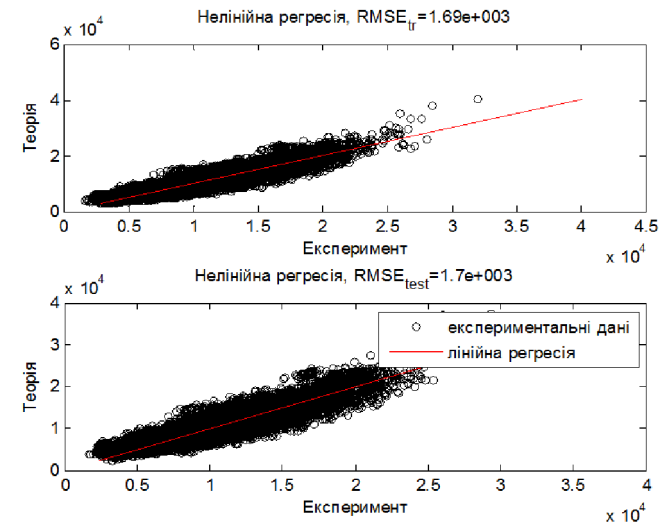 Нелінійна регресія, RMSEtr=1.69e+003
x 10^4
6
4
2
0
Теорія
0 0.5 1 1.5 2 2.5 3 3.5 4 4.5
Експеримент
x 10^4
Нелінійна регресія, RMSEtest=1.7e+003
x 10^4
4
3
2
1
0
Теорія
експериментальні дані
лінійна регресія
0 0.5 1 1.5 2 2.5 3 3.5 4
Експеримент
x 10^4